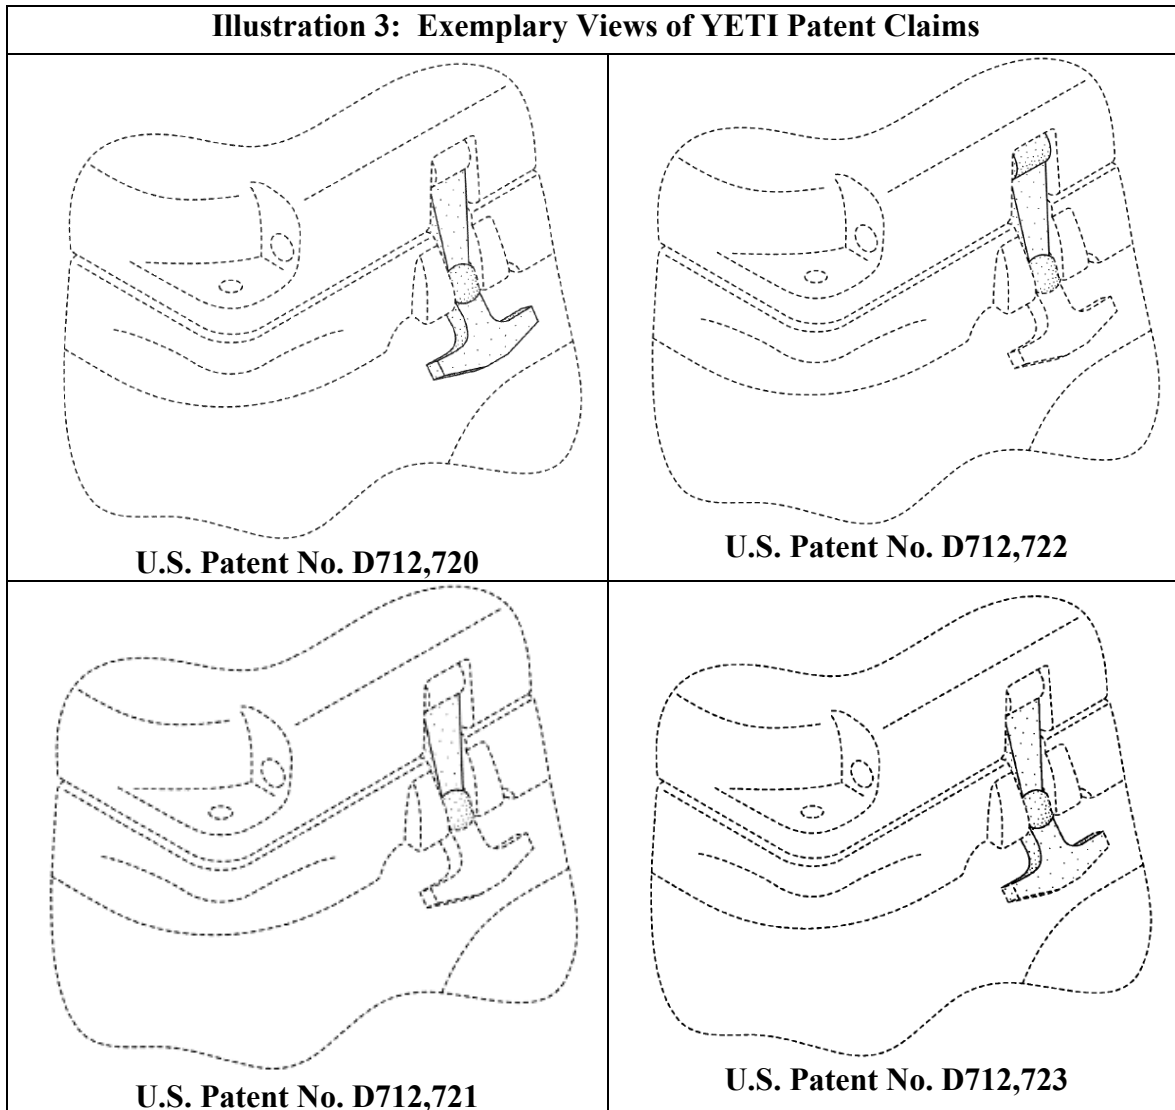 Illustration 3: Exemplary Views of YETI Patent Claims
U.S. Patent No. D712,720
U.S. Patent No. D712,722
U.S. Patent No. D712,721
U.S. Patent No. D712,723